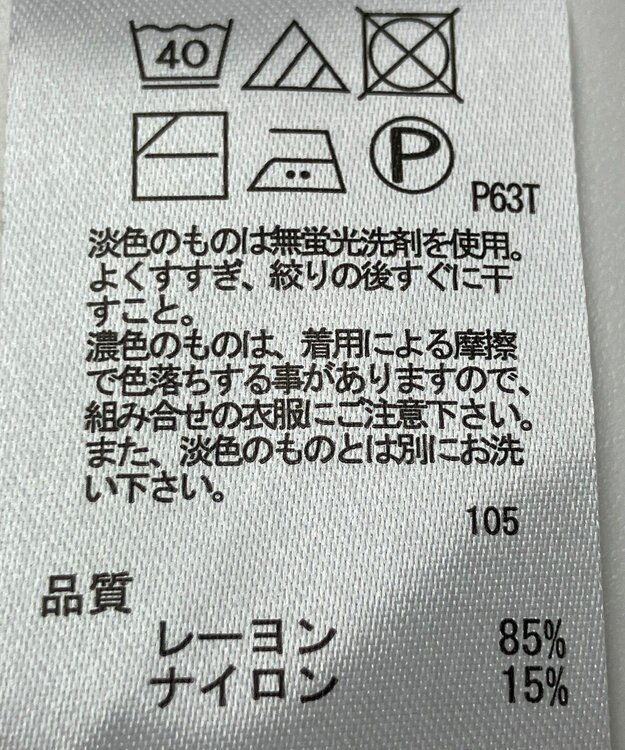 40
P
P63T
淡色のものは無蛍光洗剤を使用。
よくすすぎ、絞りの後すぐに干
すこと。
濃色のものは、着用による摩擦
で色落ちする事がありますので、
組み合せの衣服にご注意下さい。
また、淡色のものとは別にお洗
い下さい。
105
品質
レーヨン 85%
ナイロン 15%